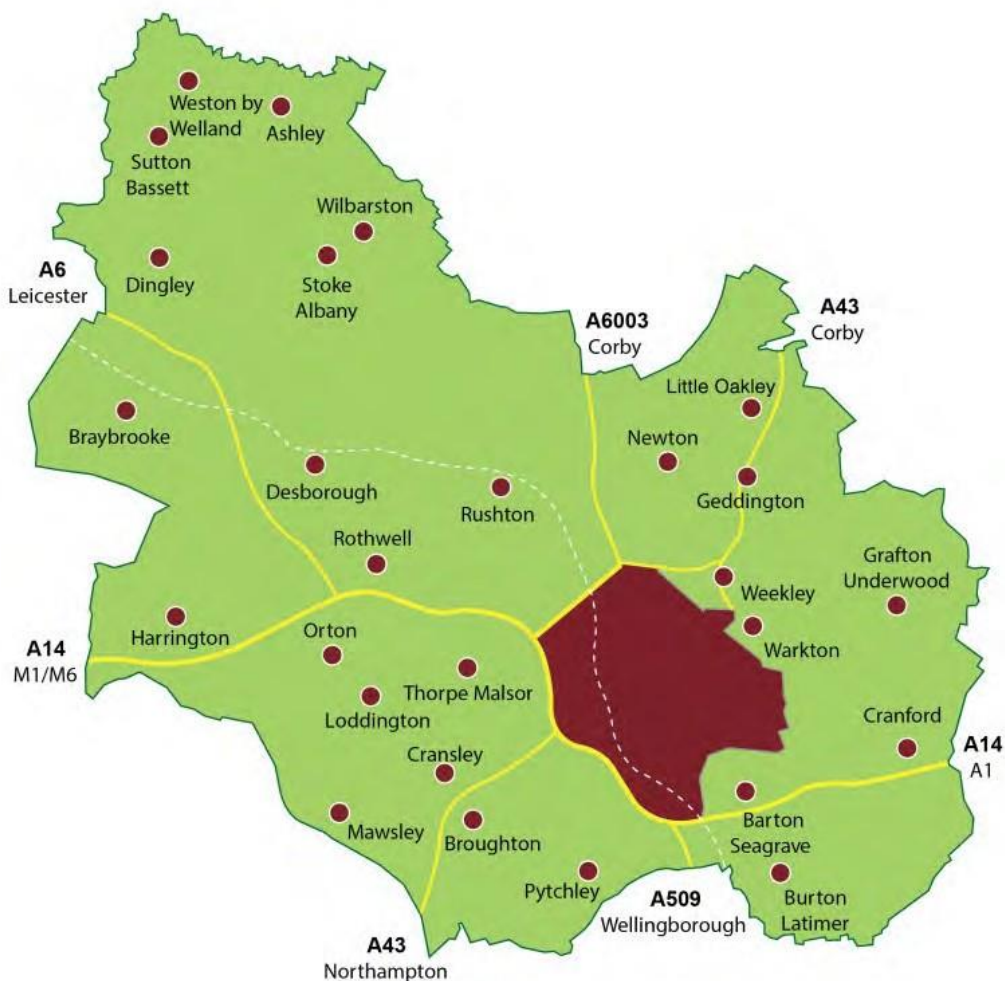 Weston by
Welland
Ashley
Sutton
Bassett
Wilbarston
A6
Leicester
Dingley
Stoke
Albany
A6003
Corby
A43
Corby
Little Oakley
Braybrooke
Newton
Desborough
Rushton
Geddington
Rothwell
Grafton
Underwood
Weekley
Harrington
Orton
Warkton
A14
M1/M6
Thorpe Malsor
Loddington
Cranford
A14
A1
Cransley
Mawsley
Broughton
Barton
Seagrave
Pytchley
A509
Wellingborough
Burton
Latimer
A43
Northampton